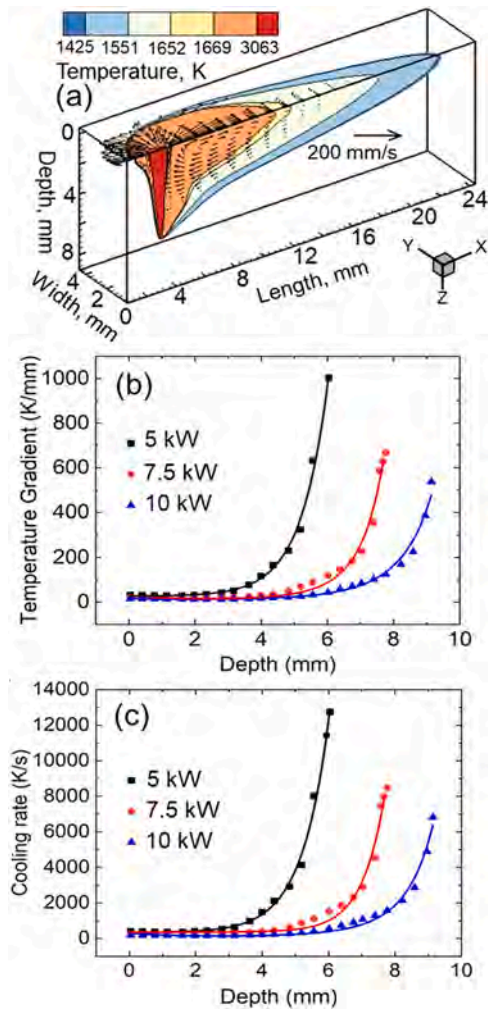 1425 1551 1652 1669 3063
Temperature, K
(a)
200 mm/s
0
4
8
Depth, mm
4
2
0
Width, mm
4
8
12
16
20
24
Length, mm
Y
X
Z
(b)
5 kW
7.5 kW
10 kW
1000
800
600
400
200
0
Temperature Gradient (K/mm)
0 2 4 6 8 10
Depth (mm)
(c)
5 kW
7.5 kW
10 kW
14000
12000
10000
8000
6000
4000
2000
0
Cooling rate (K/s)
0 2 4 6 8 10
Depth (mm)